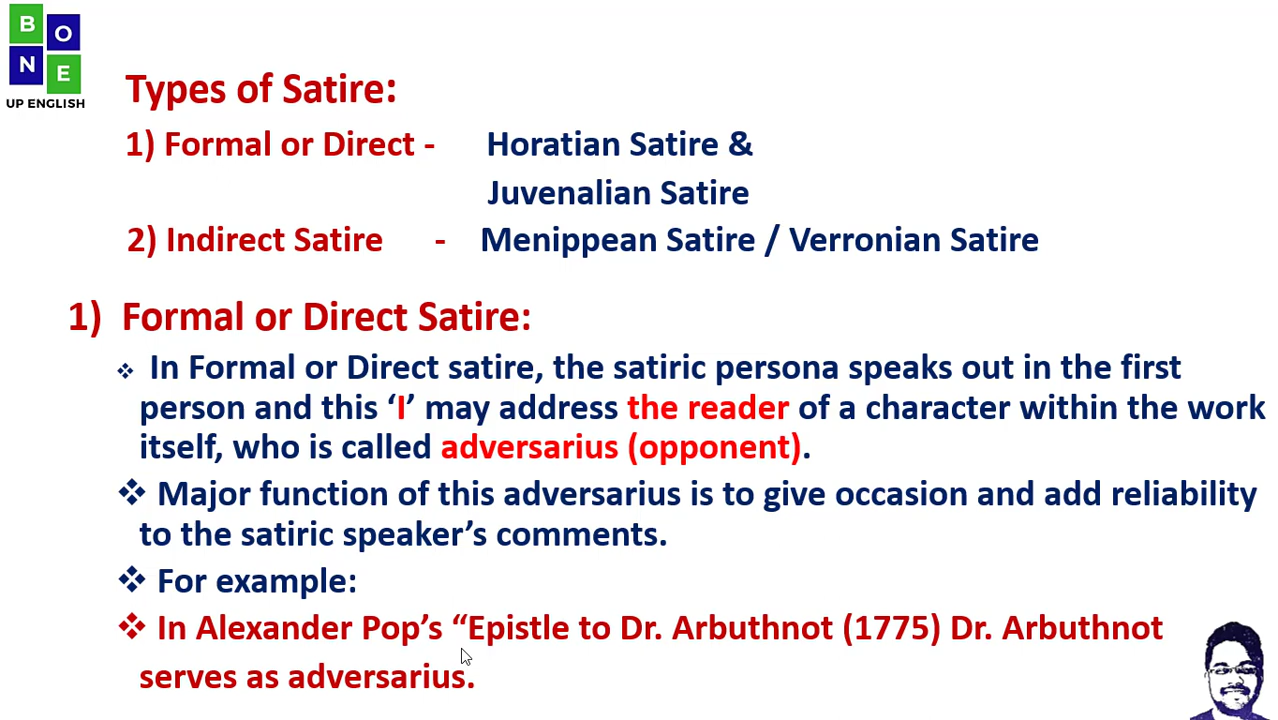 B
O
N
E
UP ENGLISH
Types of Satire:
1) Formal or Direct - Horatian Satire &
Juvenalian Satire
2) Indirect Satire - Menippean Satire / Verronian Satire
1) Formal or Direct Satire:
❖ In Formal or Direct satire, the satiric persona speaks out in the first
person and this ‘I’ may address the reader of a character within the work
itself, who is called adversarius (opponent).
❖ Major function of this adversarius is to give occasion and add reliability
to the satiric speaker’s comments.
❖ For example:
❖ In Alexander Pop’s “Epistle to Dr. Arbuthnot (1775) Dr. Arbuthnot
serves as adversarius.